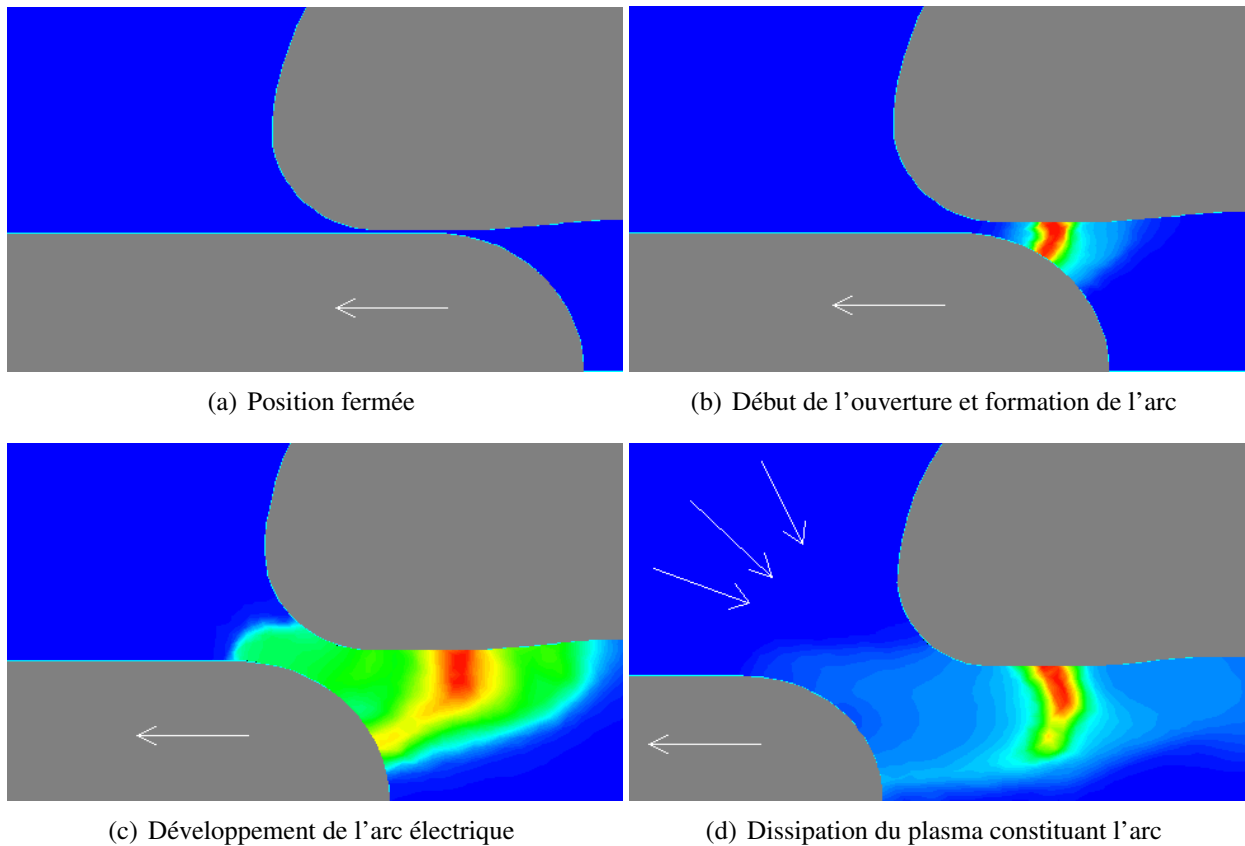 (a) Position fermée
(b) Début de l'ouverture et formation de l'arc
(c) Développement de l'arc électrique
(d) Dissipation du plasma constituant l'arc